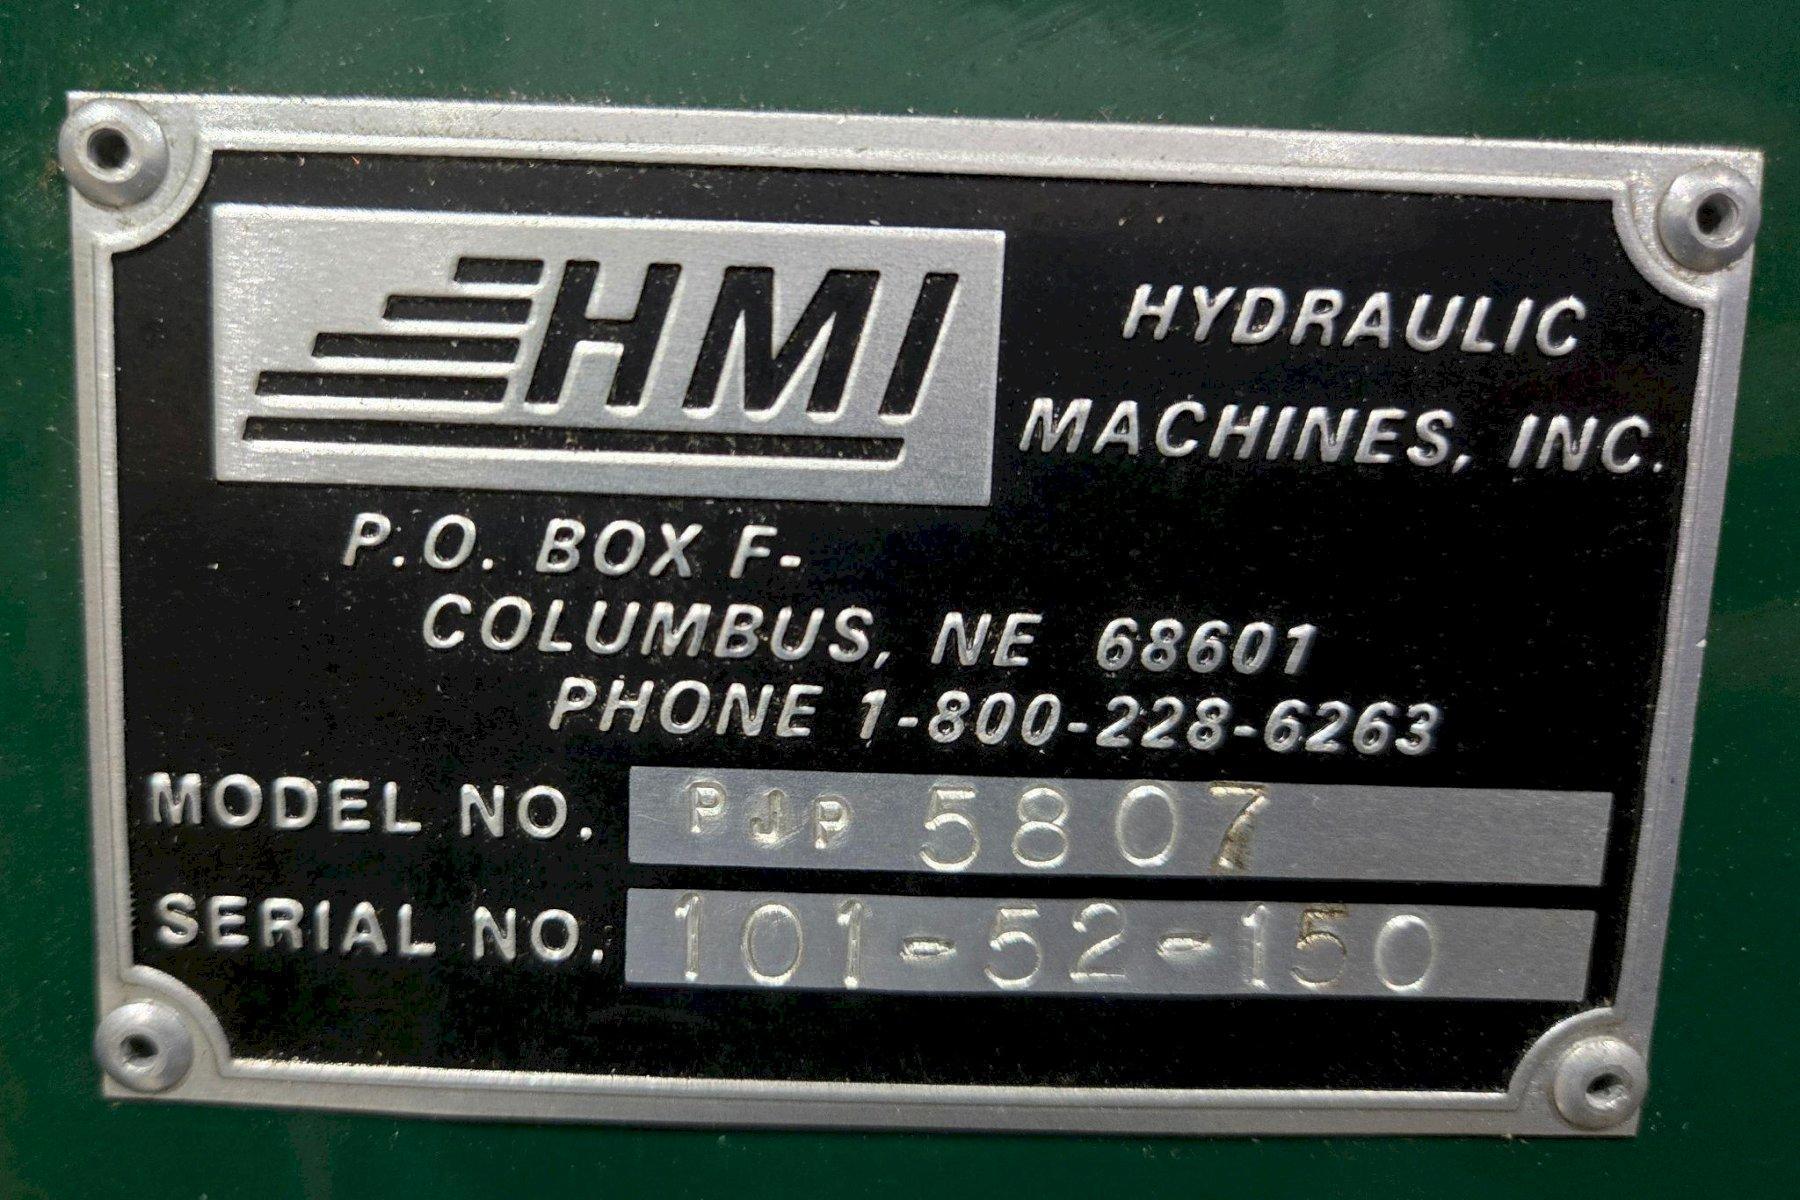 HMI
HYDRAULIC
MACHINES, INC.
P.O. BOX F-
COLUMBUS, NE 68601
PHONE 1-800-228-6263
MODEL NO. PJP 5807
SERIAL NO. 101-52-150